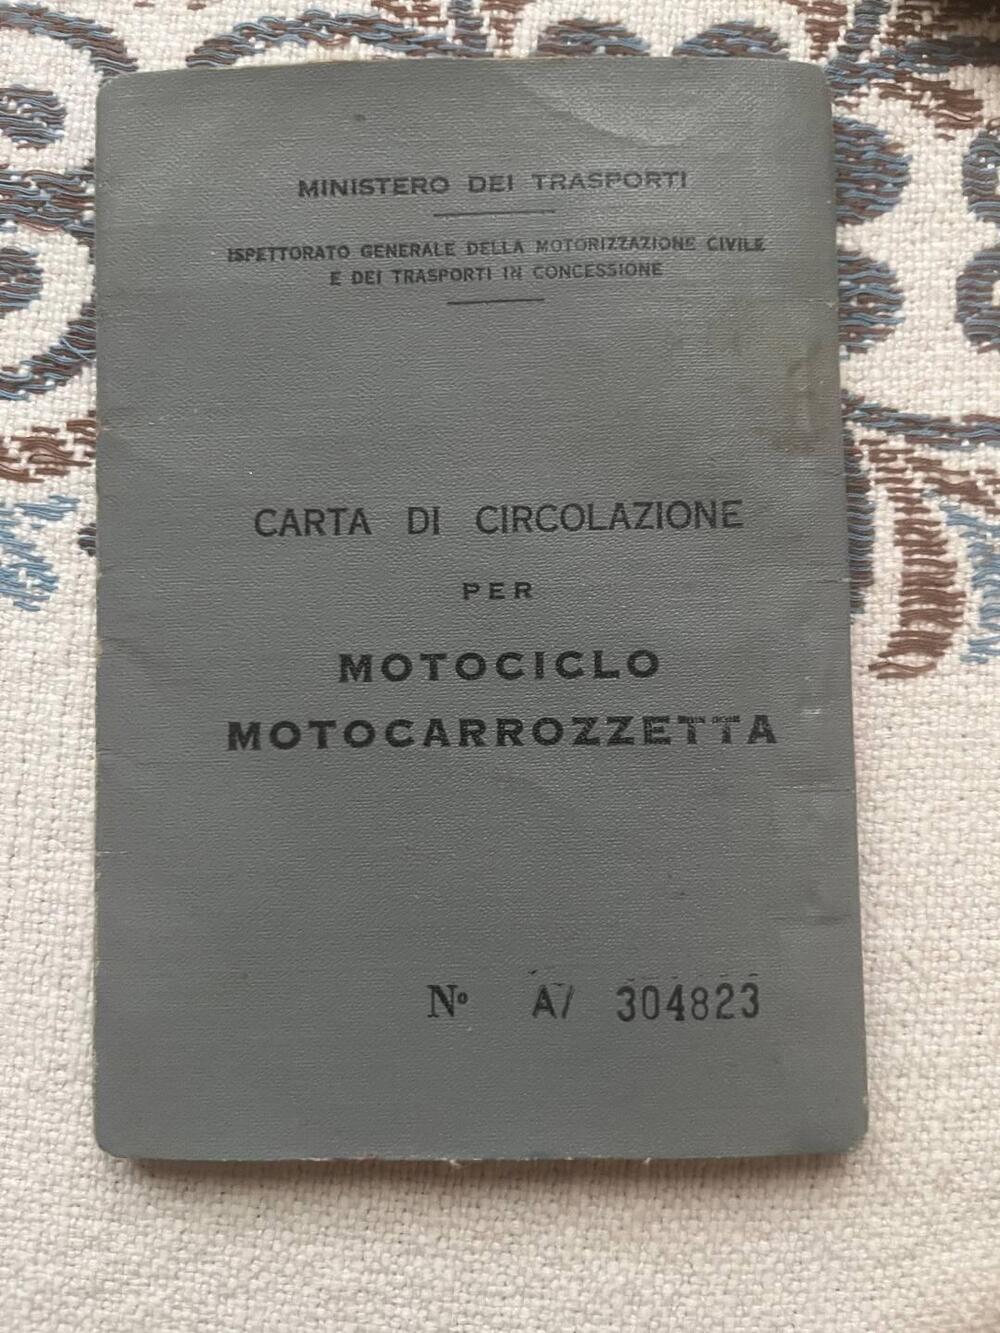 MINISTERO DEI TRASPORTI
ISPETTORATO GENERALE DELLA MOTORIZZAZIONE CIVILE
E DEI TRASPORTI IN CONCESSIONE
CARTA DI CIRCOLAZIONE
PER
MOTOCICLO
MOTOCARROZZETTA
Nº A/ 304823